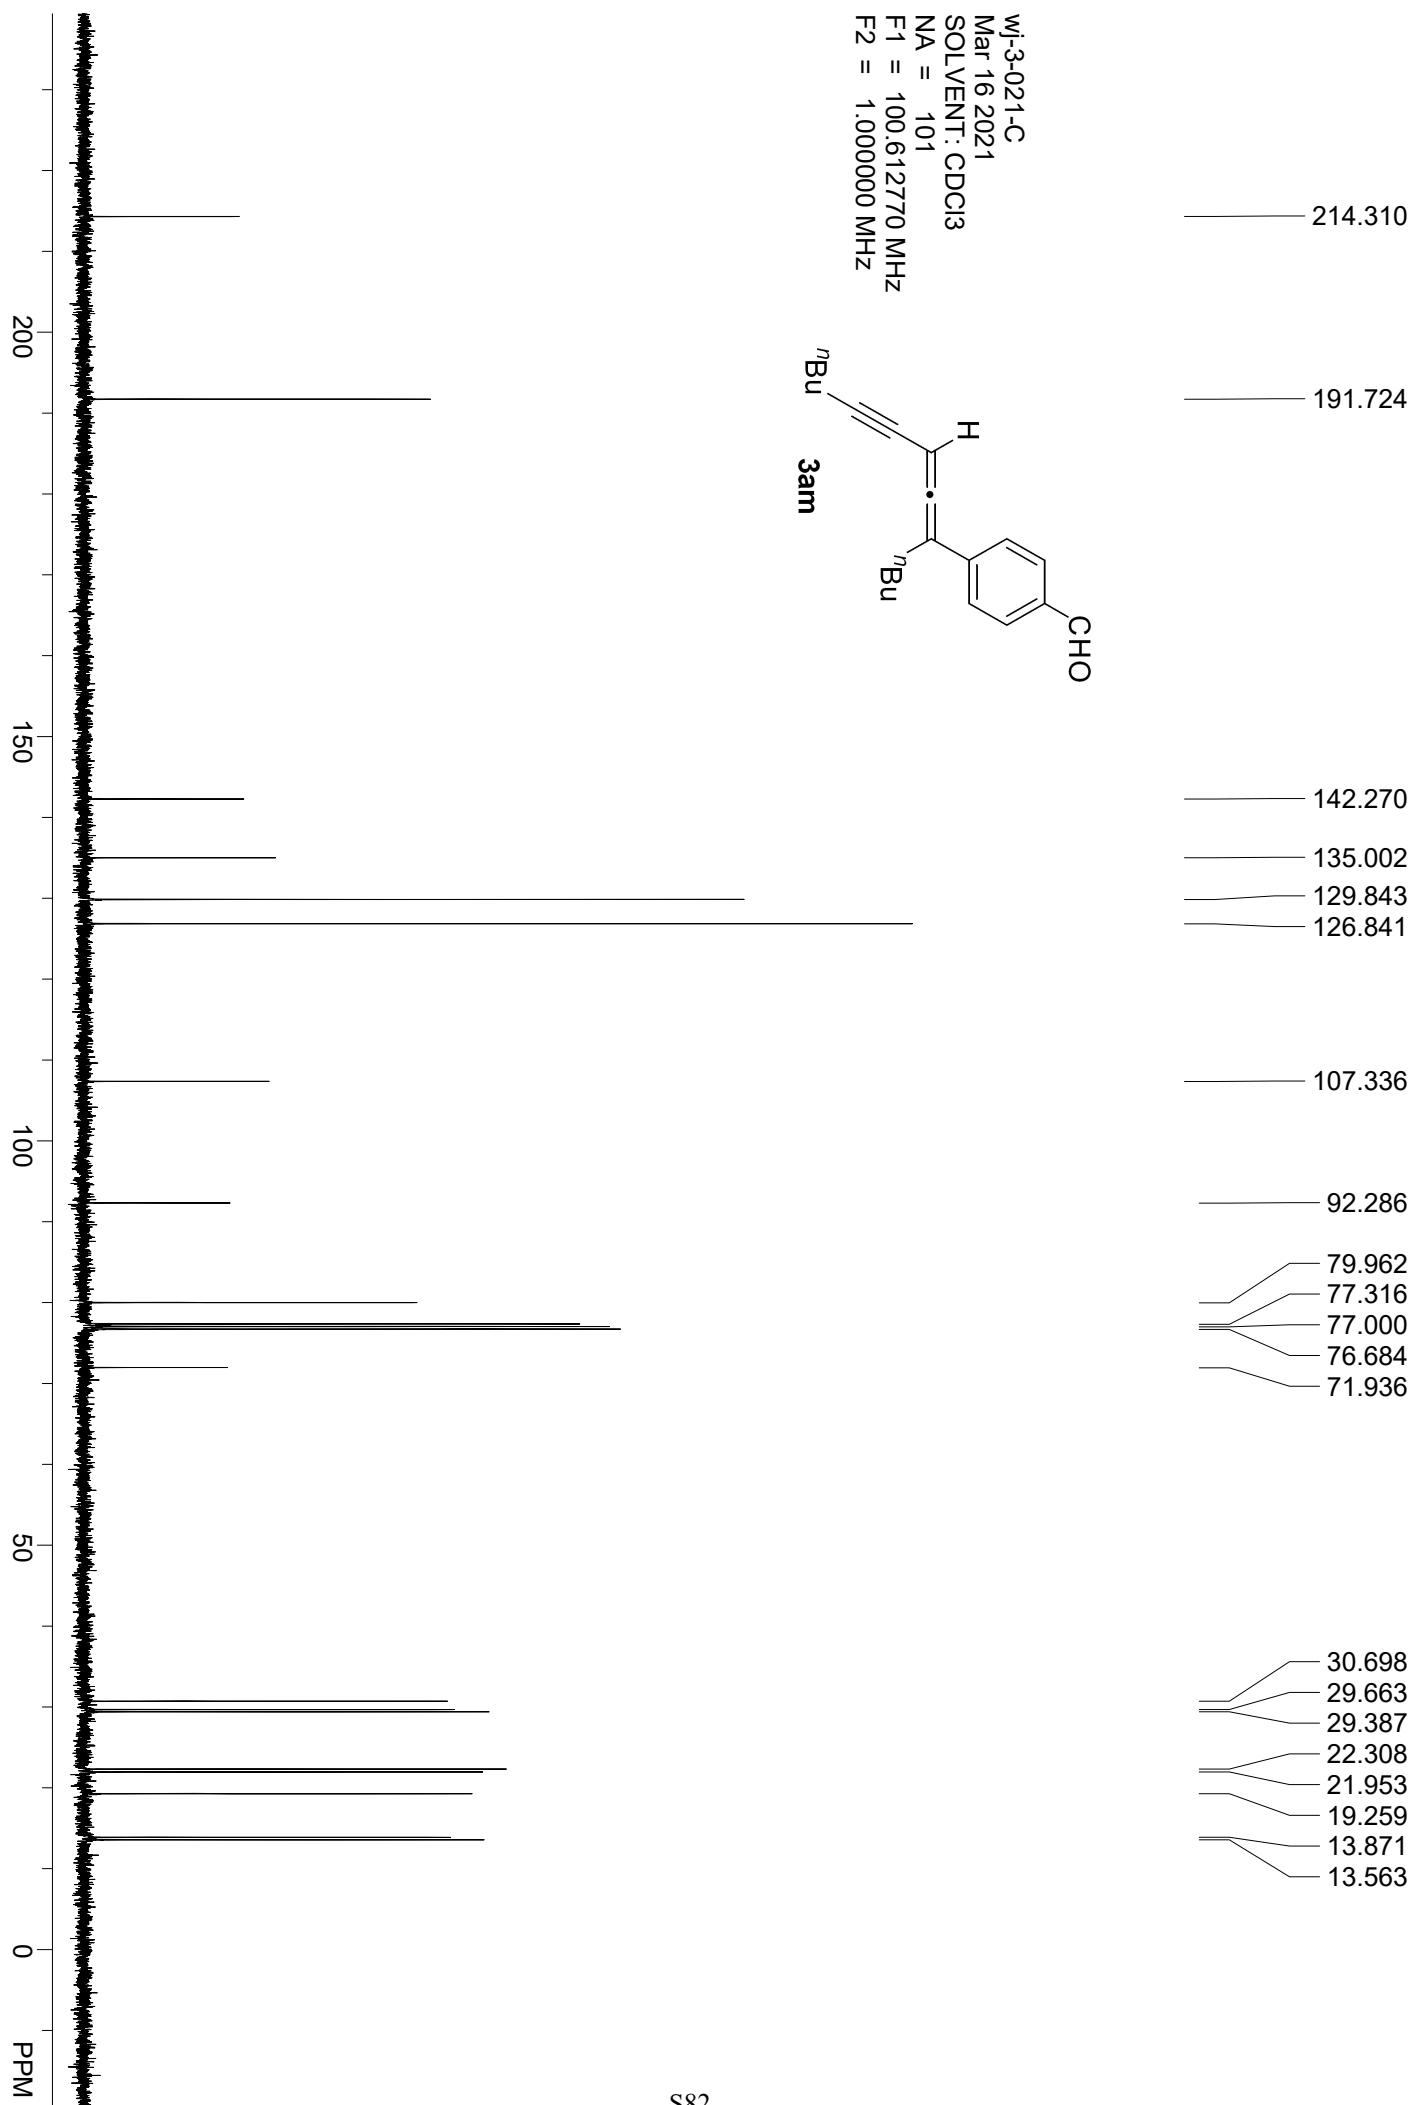 wj-3-021-C
Mar 16 2021
SOLVENT: CDCl3
NA = 101
F1 = 100.612770 MHz
F2 = 1.000000 MHz
214.310
191.724
142.270
135.002
129.843
126.841
107.336
92.286
79.962
77.316
77.000
76.684
71.936
30.698
29.663
29.387
22.308
21.953
19.259
13.871
13.563
CHO
H
nBu
nBu
3am
200
150
100
50
0
PPM
S82